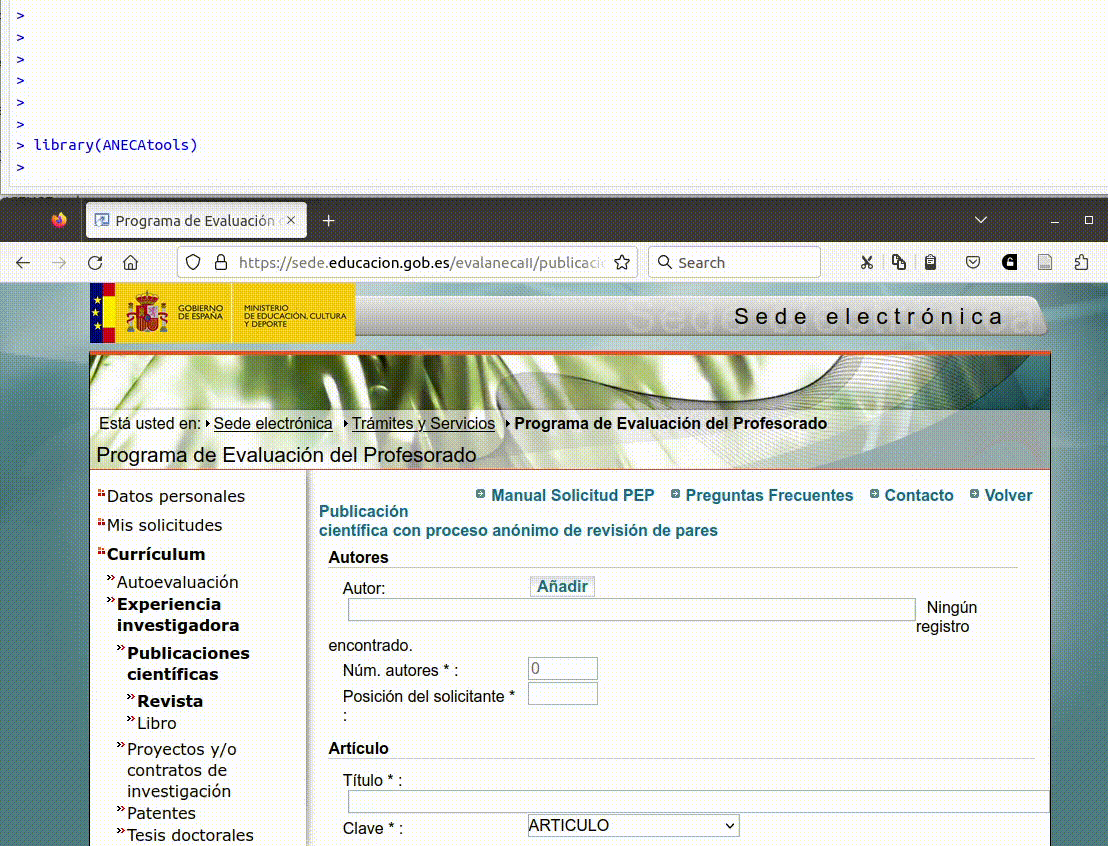 >
>
>
>
>
>
> library(ANECAtools)
>
Programa de Evaluación
https://sede.educacion.gob.es/evalanecaII/publicaci
Search
GOBIERNO
DE ESPAÑA
MINISTERIO
DE EDUCACIÓN, CULTURA
Y DEPORTE
Sede electrónica
Está usted en: Sede electrónica Trámites y Servicios Programa de Evaluación del Profesorado
Programa de Evaluación del Profesorado
Datos personales
Mis solicitudes
Currículum
Autoevaluación
Experiencia
investigadora
Publicaciones
científicas
Revista
Libro
Proyectos y/o
contratos de
investigación
Patentes
Tesis doctorales
Manual Solicitud PEP Preguntas Frecuentes Contacto Volver
Publicación
científica con proceso anónimo de revisión de pares
Autores
Autor: Añadir
Ningún
registro
encontrado.
Núm. autores * : 0
Posición del solicitante *
:
Artículo
Título * :
Clave * : ARTICULO